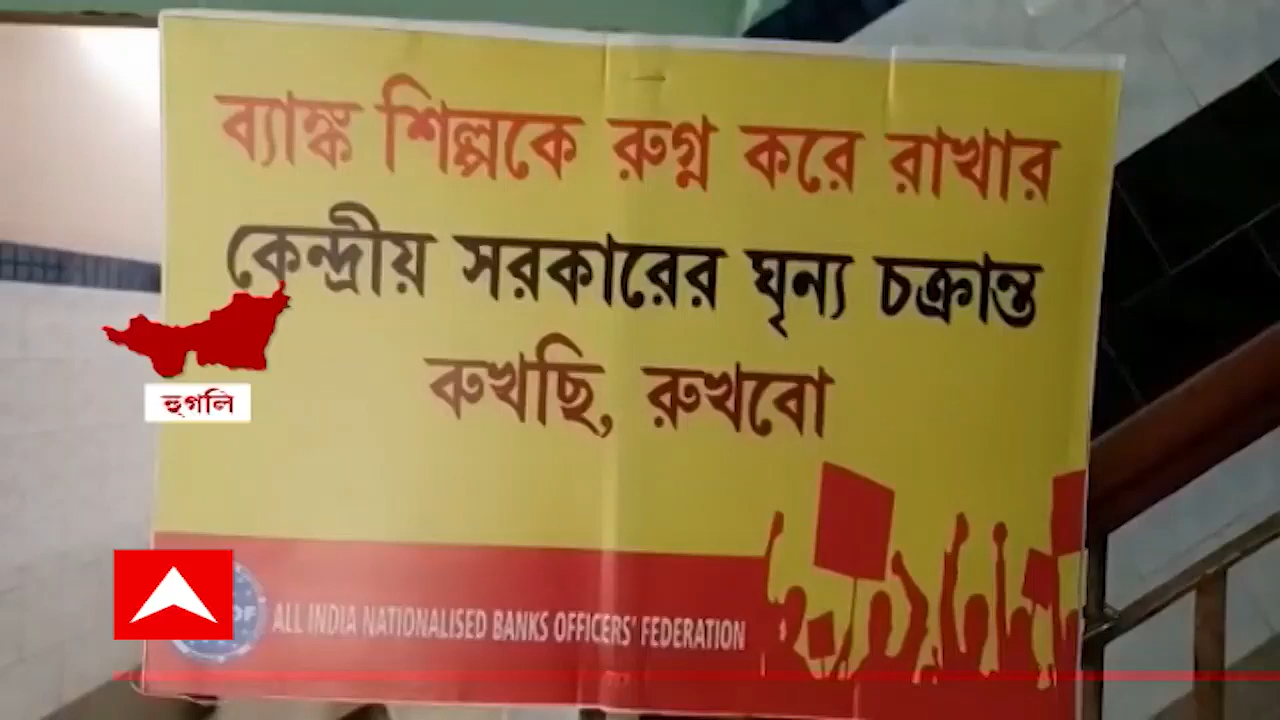 ব্যাঙ্ক শিল্পকে রুগ্ন করে রাখার
কেন্দ্রীয় সরকারের ঘৃন্য চক্রান্ত
রুখছি, রুখবো
হুগলি
ALL INDIA NATIONALISED BANKS OFFICERS' FEDERATION